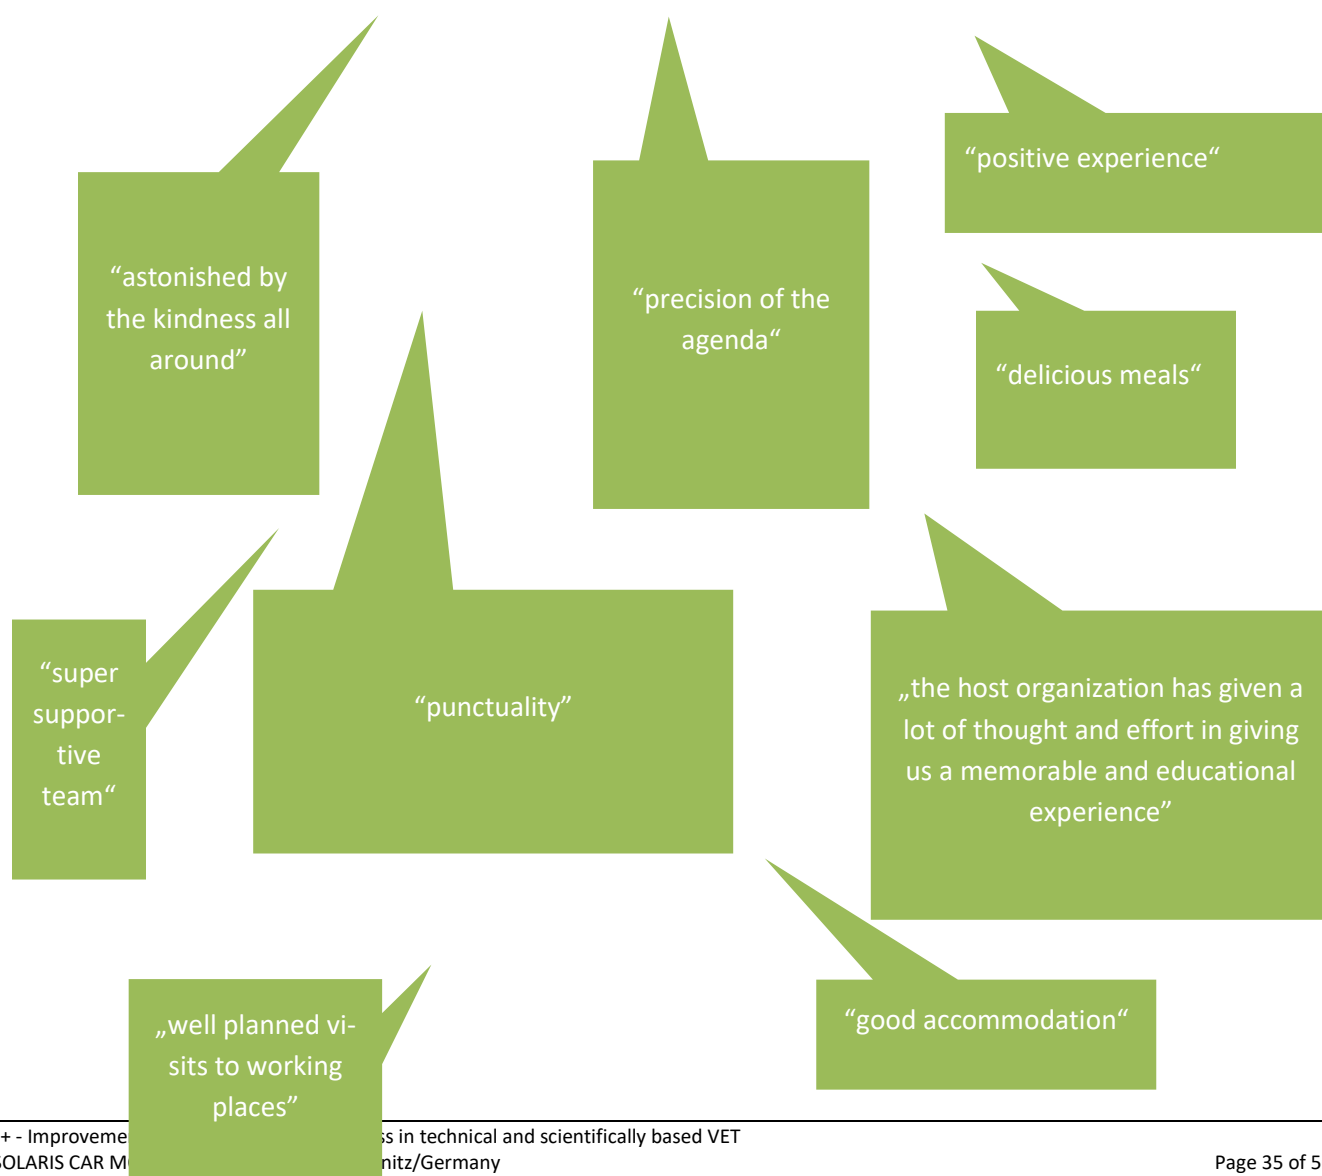 “positive experience“
“astonished by
the kindness all
around”
“precision of the
agenda“
“delicious meals“
“super
suppor-
tive
team“
“punctuality”
„the host organization has given a
lot of thought and effort in giving
us a memorable and educational
experience”
„well planned vi-
sits to working
places”
“good accommodation“
+ - Improveme ss in technical and scientifically based VET
SOLARIS CAR M nitz/Germany Page 35 of 5